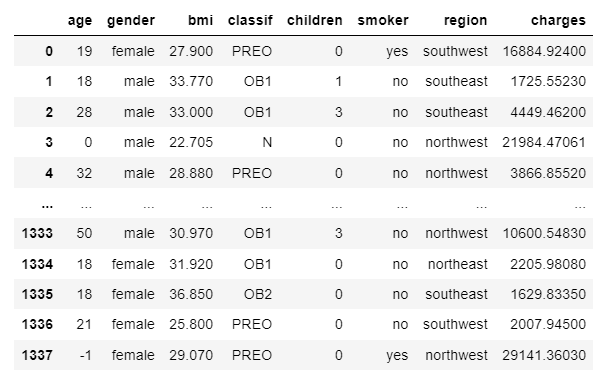 age gender bmi classif children smoker region charges
0 19 female 27.900 PREO 0 yes southwest 16884.92400
1 18 male 33.770 OB1 1 no southeast 1725.55230
2 28 male 33.000 OB1 3 no southeast 4449.46200
3 0 male 22.705 N 0 no northwest 21984.47061
4 32 male 28.880 PREO 0 no northwest 3866.85520
... ... ... ... ... ... ... ... ...
1333 50 male 30.970 OB1 3 no northwest 10600.54830
1334 18 female 31.920 OB1 0 no northeast 2205.98080
1335 18 female 36.850 OB2 0 no southeast 1629.83350
1336 21 female 25.800 PREO 0 no southwest 2007.94500
1337 -1 female 29.070 PREO 0 yes northwest 29141.36030